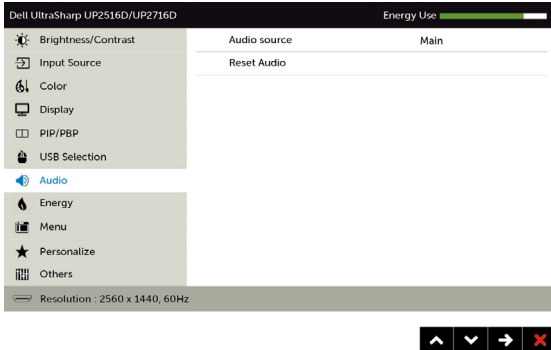 Dell UltraSharp UP2516D/UP2716D Energy Use
Brightness/Contrast Audio source Main
Input Source Reset Audio
Color
Display
PIP/PBP
USB Selection
Audio
Energy
Menu
Personalize
Others
Resolution : 2560 x 1440, 60Hz